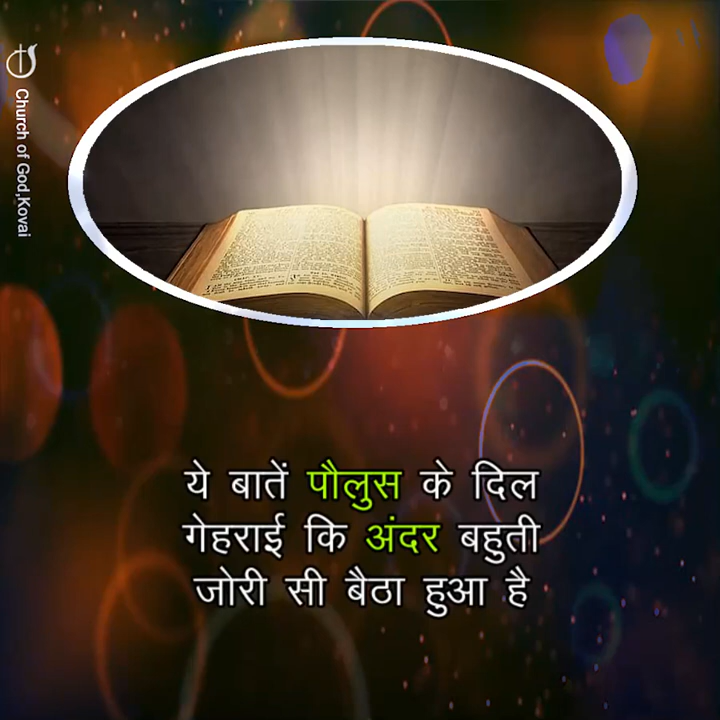 Church of God,Kovai
ये बातें पौलुस के दिल
गेहराई कि अंदर बहुती
जोरी सी बैठा हुआ है